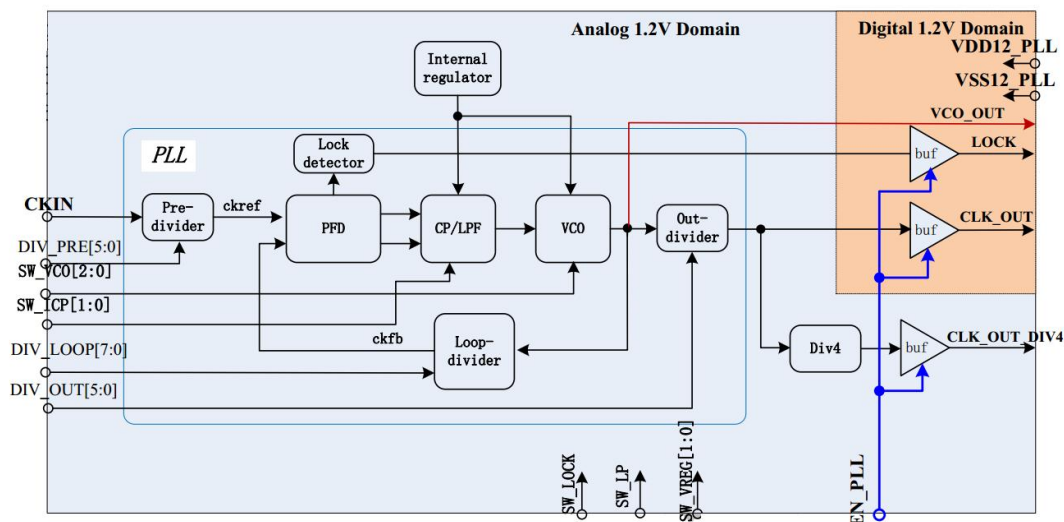 Analog 1.2V Domain
Digital 1.2V Domain
VDD12_PLL
VSS12_PLL
Internal
regulator
VCO_OUT
PLL
Lock
detector
buf
LOCK
CKIN
Pre-
divider
ckref
PFD
CP/LPF
VCO
Out-
divider
buf
CLK_OUT
DIV_PRE[5:0]
SW_VCO[2:0]
SW_ICP[1:0]
DIV_LOOP[7:0]
ckfb
Loop-
divider
Div4
buf
CLK_OUT_DIV4
DIV_OUT[5:0]
SW_LOCK
SW_LP
SW_VREG[1:0]
EN_PLL